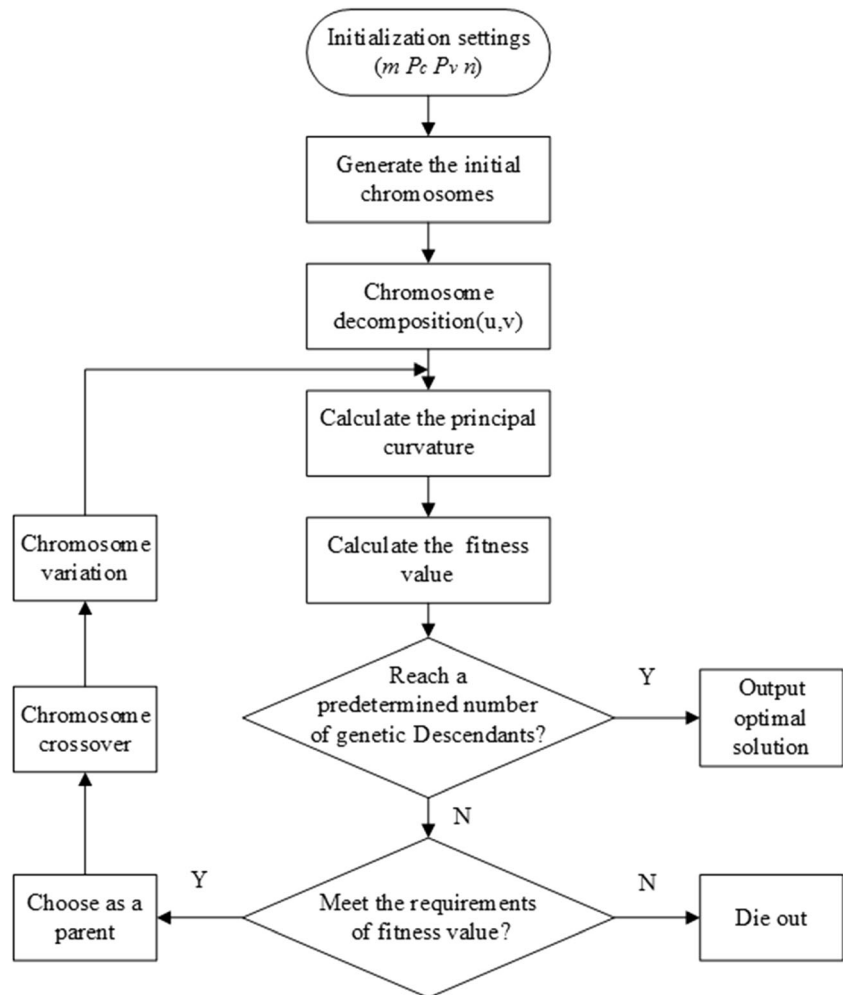 Initialization settings
(m Pc Pv n)
Generate the initial
chromosomes
Chromosome
decomposition(u,v)
Calculate the principal
curvature
Calculate the fitness
value
Reach a
predetermined number
of genetic Descendants?
Y
Output
optimal
solution
N
Meet the requirements
of fitness value?
N
Die out
Y
Choose as a
parent
Chromosome
crossover
Chromosome
variation